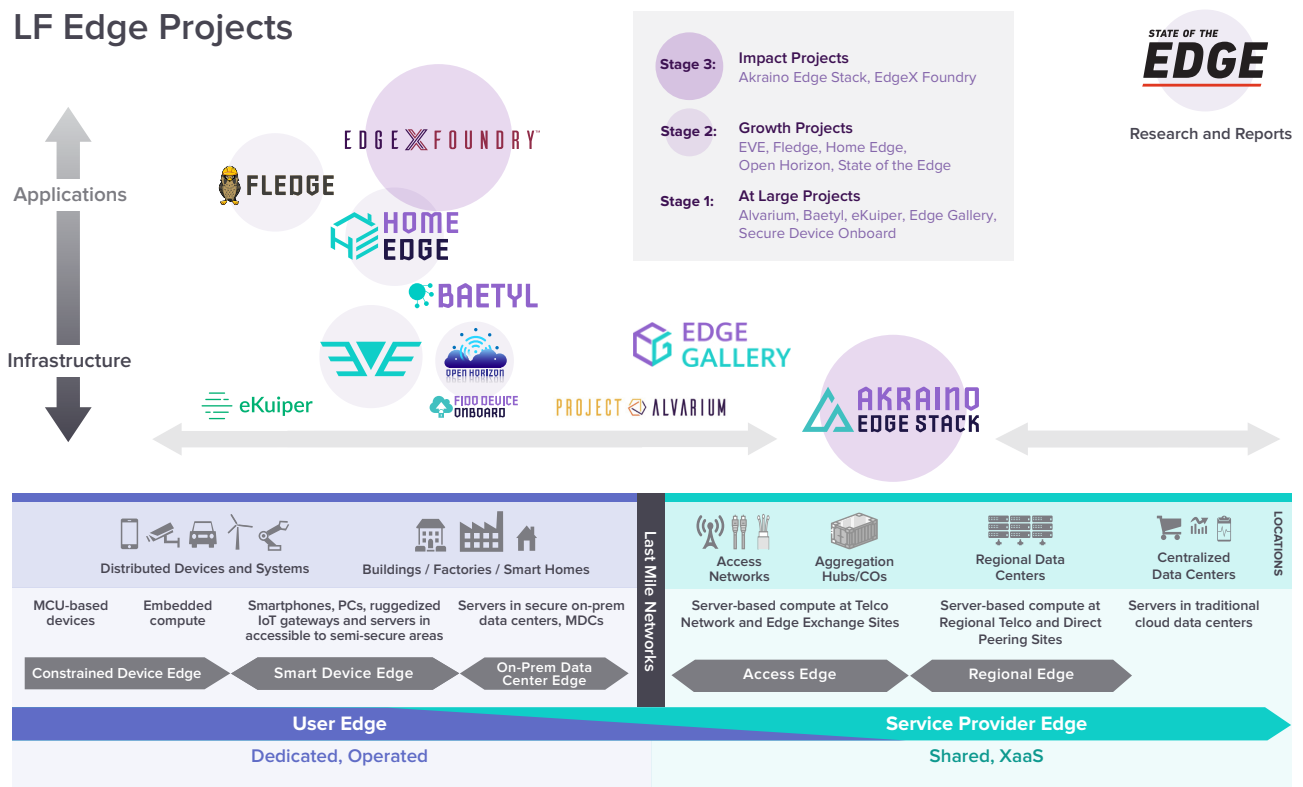 LF Edge Projects
Stage 3:
Impact Projects
Akraino Edge Stack, EdgeX Foundry
Stage 2:
Growth Projects
EVE, Fledge, Home Edge,
Open Horizon, State of the Edge
Stage 1:
At Large Projects
Alvarium, Baetyl, eKuiper, Edge Gallery,
Secure Device Onboard
STATE OF THE
EDGE
Research and Reports
Applications
Infrastructure
EDGE X FOUNDRY™
FLEDGE
HOME
EDGE
BAETYL
EVE
OPEN HORIZON
EDGE
GALLERY
eKuiper
FIDO DEVICE
ONBOARD
PROJECT ALVARIUM
AKRAINO
EDGE STACK
Distributed Devices and Systems
Buildings / Factories / Smart Homes
Last Mile Networks
Access
Networks
Aggregation
Hubs/COs
Regional Data
Centers
Centralized
Data Centers
LOCATIONS
MCU-based
devices
Embedded
compute
Smartphones, PCs, ruggedized
IoT gateways and servers in
accessible to semi-secure areas
Servers in secure on-prem
data centers, MDCs
Server-based compute at Telco
Network and Edge Exchange Sites
Server-based compute at
Regional Telco and Direct
Peering Sites
Servers in traditional
cloud data centers
Constrained Device Edge
Smart Device Edge
On-Prem Data
Center Edge
Access Edge
Regional Edge
User Edge
Service Provider Edge
Dedicated, Operated
Shared, XaaS